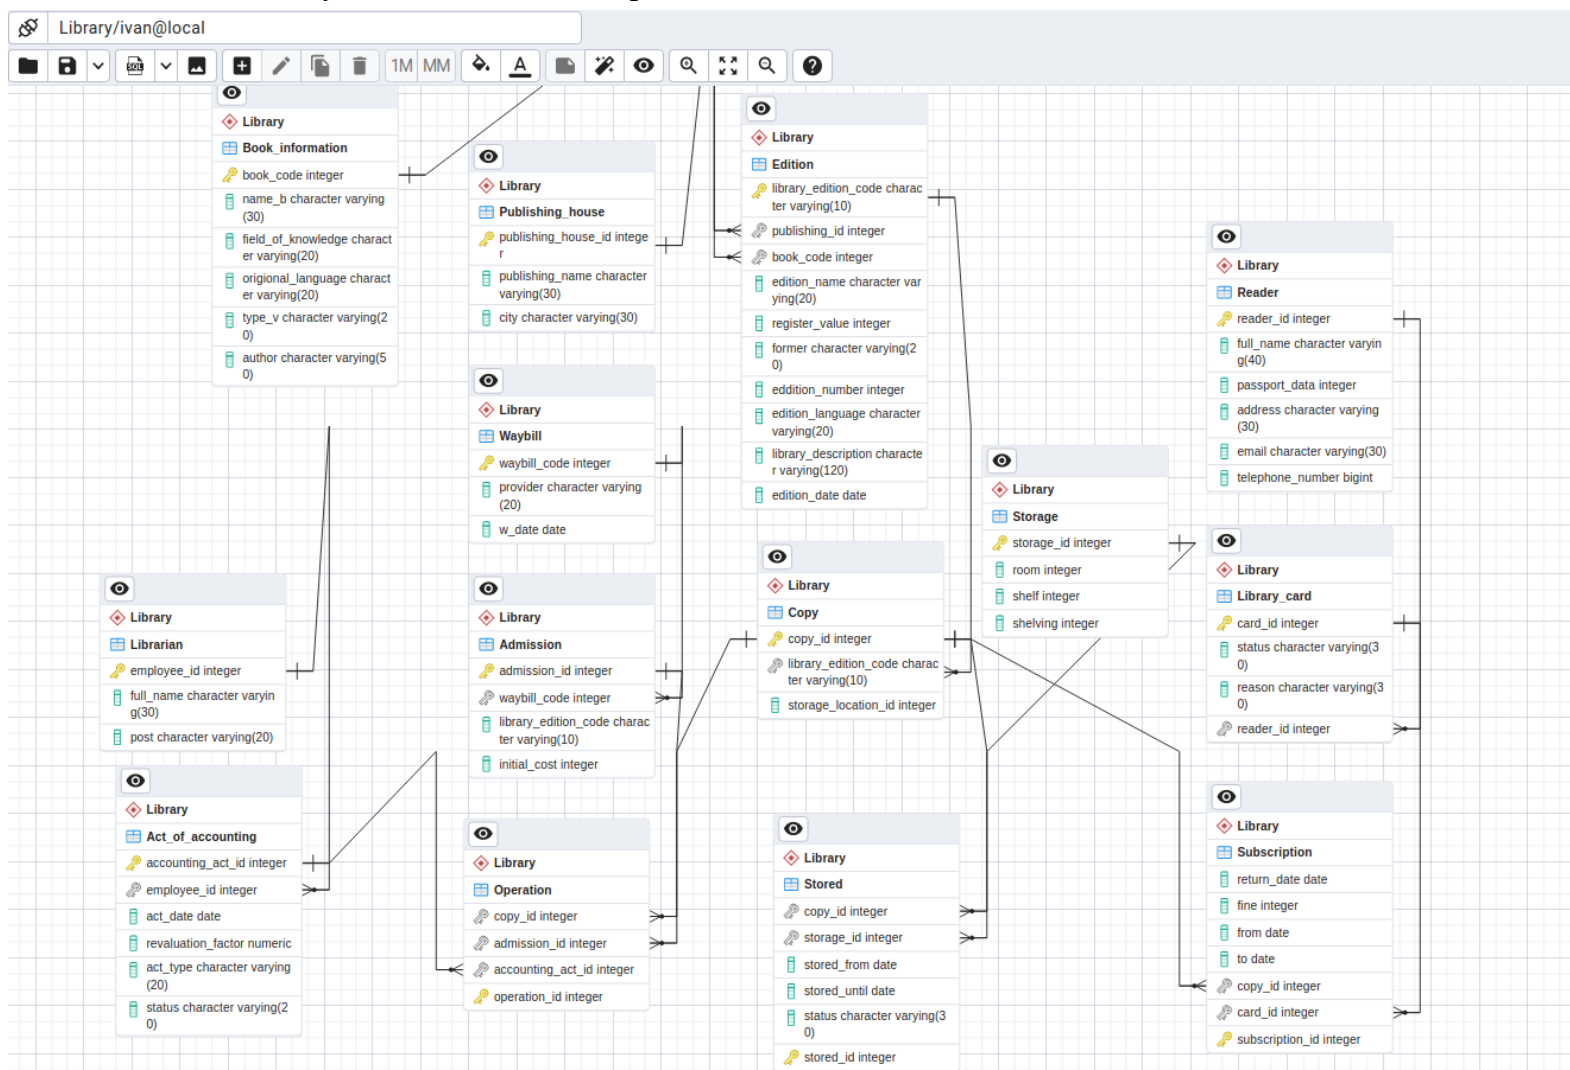 Library/ivan@local
SQL
1M MM
A
Library
Book_information
book_code integer
name_b character varying
(30)
field_of_knowledge charact
er varying(20)
origional_language charact
er varying(20)
type_v character varying(2
0)
author character varying(5
0)
Library
Publishing_house
publishing_house_id intege
r
publishing_name character
varying(30)
city character varying(30)
Library
Edition
library_edition_code charac
ter varying(10)
publishing_id integer
book_code integer
edition_name character var
ying(20)
register_value integer
former character varying(2
0)
eddition_number integer
edition_language character
varying(20)
library_description characte
r varying(120)
edition_date date
Library
Reader
reader_id integer
full_name character varyin
g(40)
passport_data integer
address character varying
(30)
email character varying(30)
telephone_number bigint
Library
Waybill
waybill_code integer
provider character varying
(20)
w_date date
Library
Storage
storage_id integer
room integer
shelf integer
shelving integer
Library
Library_card
card_id integer
status character varying(3
0)
reason character varying(3
0)
reader_id integer
Library
Copy
copy_id integer
library_edition_code charac
ter varying(10)
storage_location_id integer
Library
Librarian
employee_id integer
full_name character varyin
g(30)
post character varying(20)
Library
Admission
admission_id integer
waybill_code integer
library_edition_code charac
ter varying(10)
initial_cost integer
Library
Act_of_accounting
accounting_act_id integer
employee_id integer
act_date date
revaluation_factor numeric
act_type character varying
(20)
status character varying(2
0)
Library
Operation
copy_id integer
admission_id integer
accounting_act_id integer
operation_id integer
Library
Stored
copy_id integer
storage_id integer
stored_from date
stored_until date
status character varying(3
0)
stored_id integer
Library
Subscription
return_date date
fine integer
from date
to date
copy_id integer
card_id integer
subscription_id integer